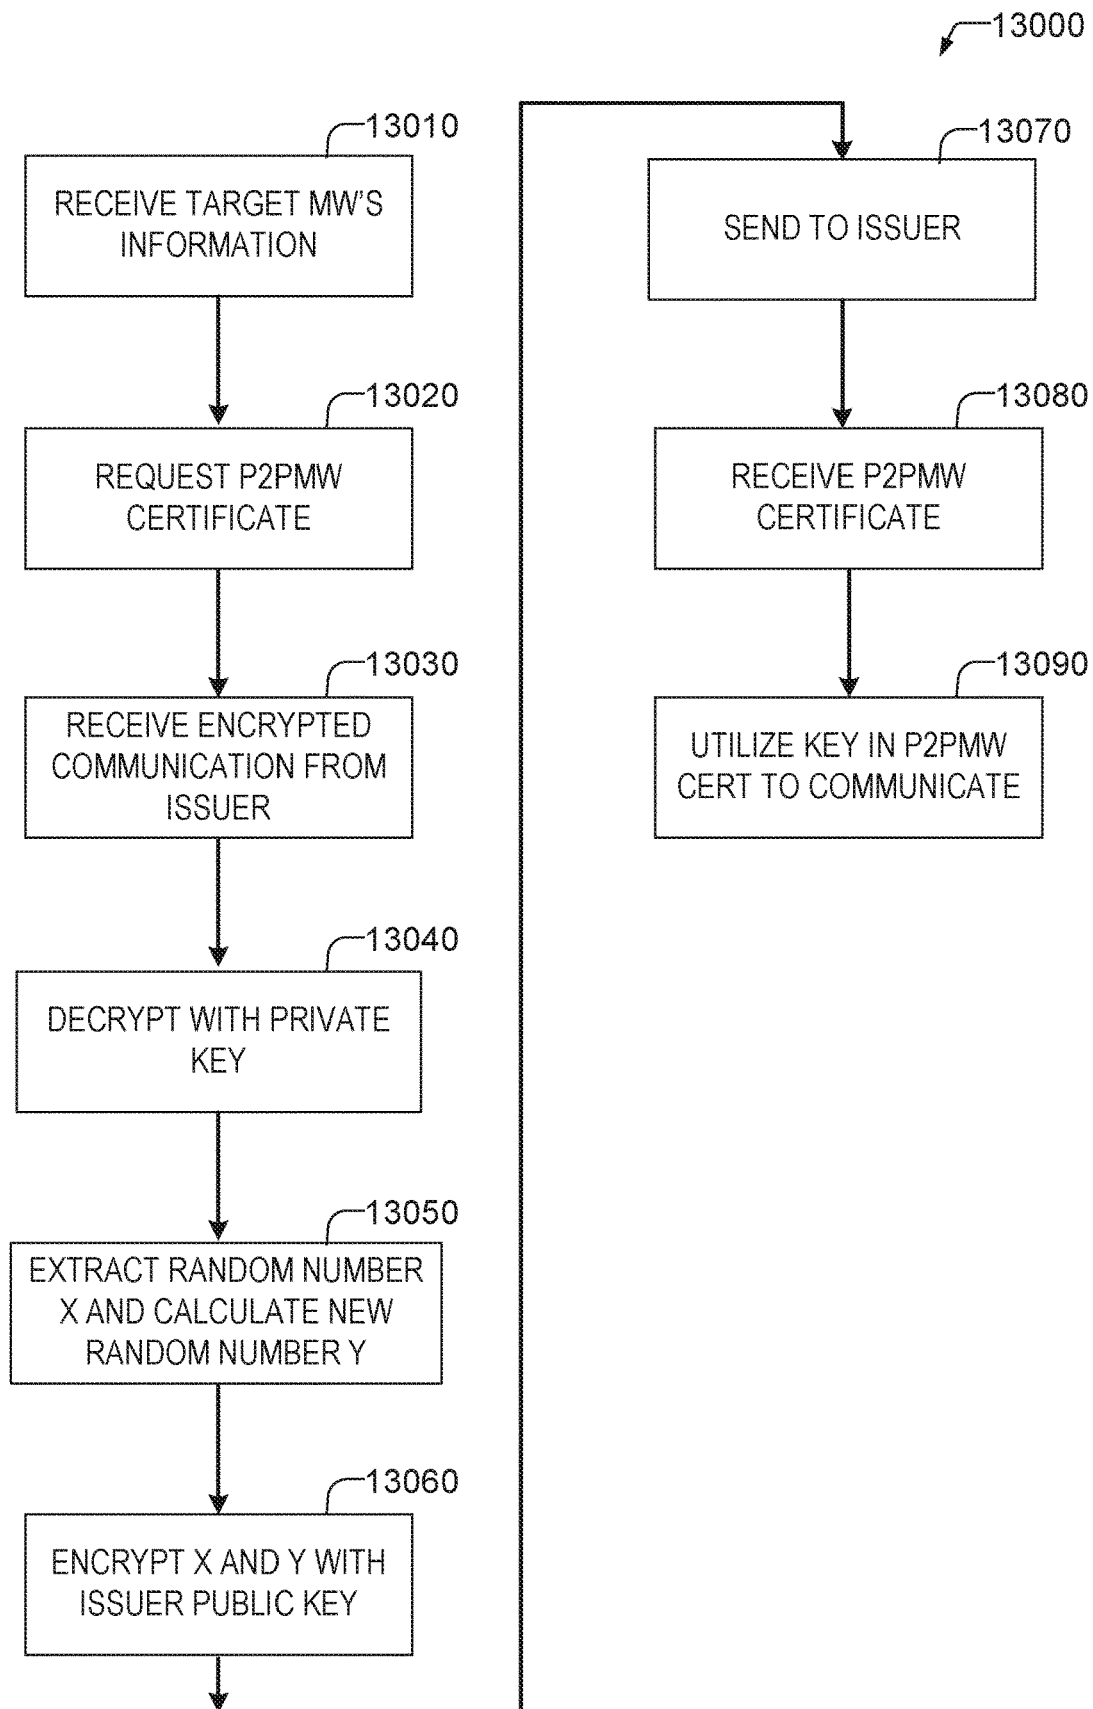 13000
13010
RECEIVE TARGET MW'S
INFORMATION
13020
REQUEST P2PMW
CERTIFICATE
13030
RECEIVE ENCRYPTED
COMMUNICATION FROM
ISSUER
13040
DECRYPT WITH PRIVATE
KEY
13050
EXTRACT RANDOM NUMBER
X AND CALCULATE NEW
RANDOM NUMBER Y
13060
ENCRYPT X AND Y WITH
ISSUER PUBLIC KEY
13070
SEND TO ISSUER
13080
RECEIVE P2PMW
CERTIFICATE
13090
UTILIZE KEY IN P2PMW
CERT TO COMMUNICATE